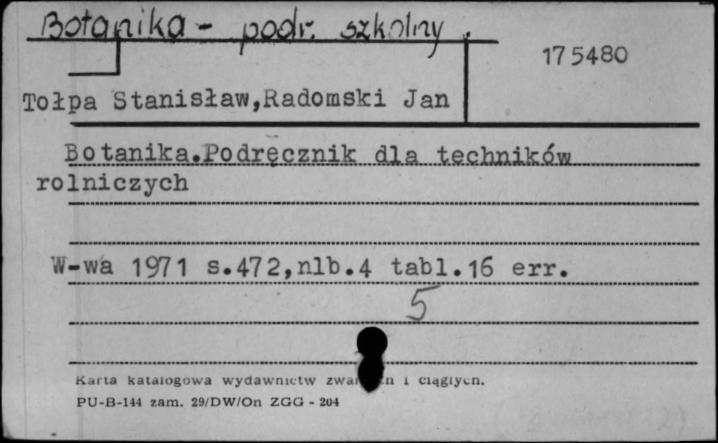 Botanika - podr. szkolny
175480
Tołpa Stanisław,Radomski Jan
Botanika.Podręcznik dla techników
rolniczych
W-wa 1971 s.472,nlb.4 tabl.16 err.
5
Karta katalogowa wydawnictw i ciągłych.
PU-B-144 zam. 29/DW/On ZGG - 204